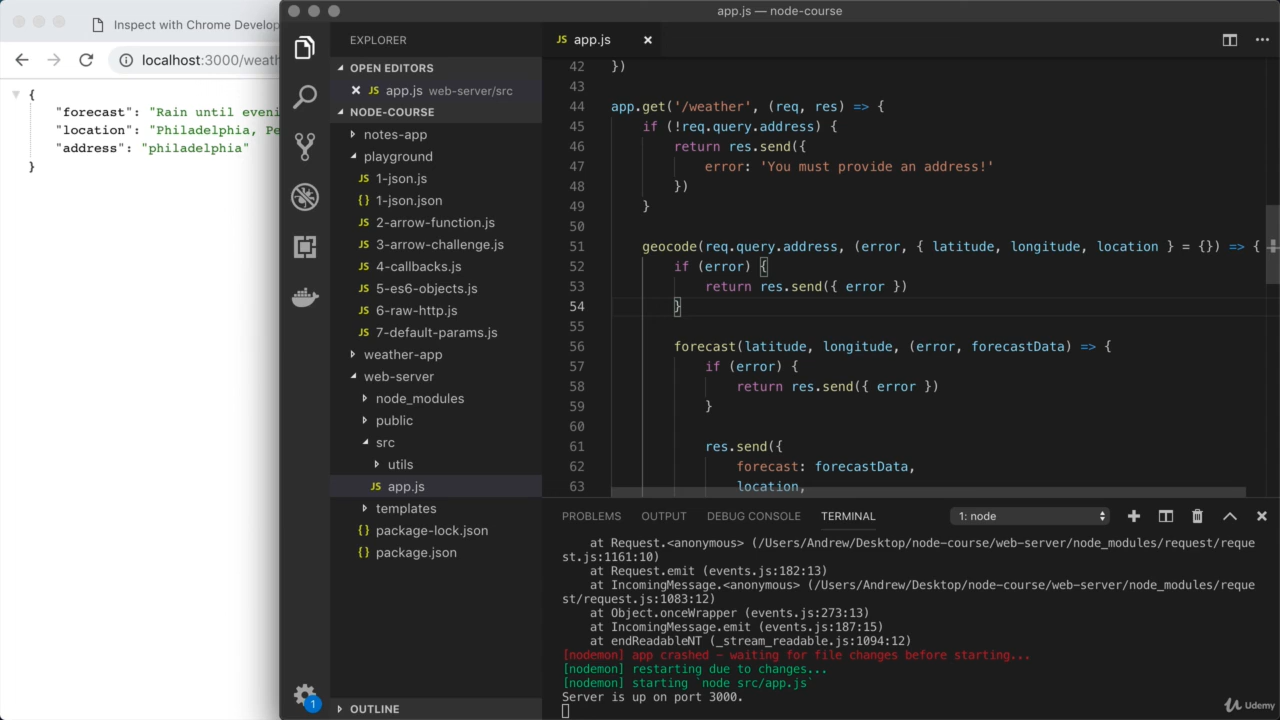 Inspect with Chrome Develop
localhost:3000/weath
{
"forecast": "Rain until eveni
"location": "Philadelphia, Pe
"address": "philadelphia"
}
app.js — node-course
EXPLORER
OPEN EDITORS
JS app.js web-server/src
NODE-COURSE
notes-app
playground
JS 1-json.js
{} 1-json.json
JS 2-arrow-function.js
JS 3-arrow-challenge.js
JS 4-callbacks.js
JS 5-es6-objects.js
JS 6-raw-http.js
JS 7-default-params.js
weather-app
web-server
node_modules
public
src
utils
JS app.js
templates
{} package-lock.json
{} package.json
OUTLINE
1
JS app.js
42 })
43
44 app.get('/weather', (req, res) => {
45 if (!req.query.address) {
46 return res.send({
47 error: 'You must provide an address!'
48 })
49 }
50
51 geocode(req.query.address, (error, { latitude, longitude, location } = {}) => {
52 if (error) {
53 return res.send({ error })
54 }
55
56 forecast(latitude, longitude, (error, forecastData) => {
57 if (error) {
58 return res.send({ error })
59 }
60
61 res.send({
62 forecast: forecastData,
63 location,
PROBLEMS OUTPUT DEBUG CONSOLE TERMINAL 1: node
at Request.<anonymous> (/Users/Andrew/Desktop/node-course/web-server/node_modules/request/reque
st.js:1161:10)
at Request.emit (events.js:182:13)
at IncomingMessage.<anonymous> (/Users/Andrew/Desktop/node-course/web-server/node_modules/reque
st/request.js:1083:12)
at Object.onceWrapper (events.js:273:13)
at IncomingMessage.emit (events.js:187:15)
at endReadableNT (_stream_readable.js:1094:12)
[nodemon] app crashed - waiting for file changes before starting...
[nodemon] restarting due to changes...
[nodemon] starting `node src/app.js`
Server is up on port 3000.
Udemy